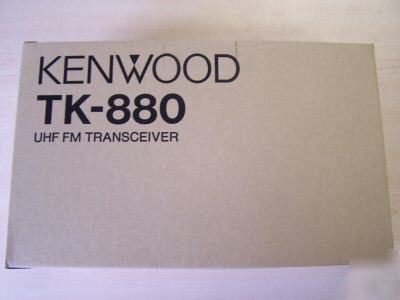 KENWOOD
TK-880
UHF FM TRANSCEIVER